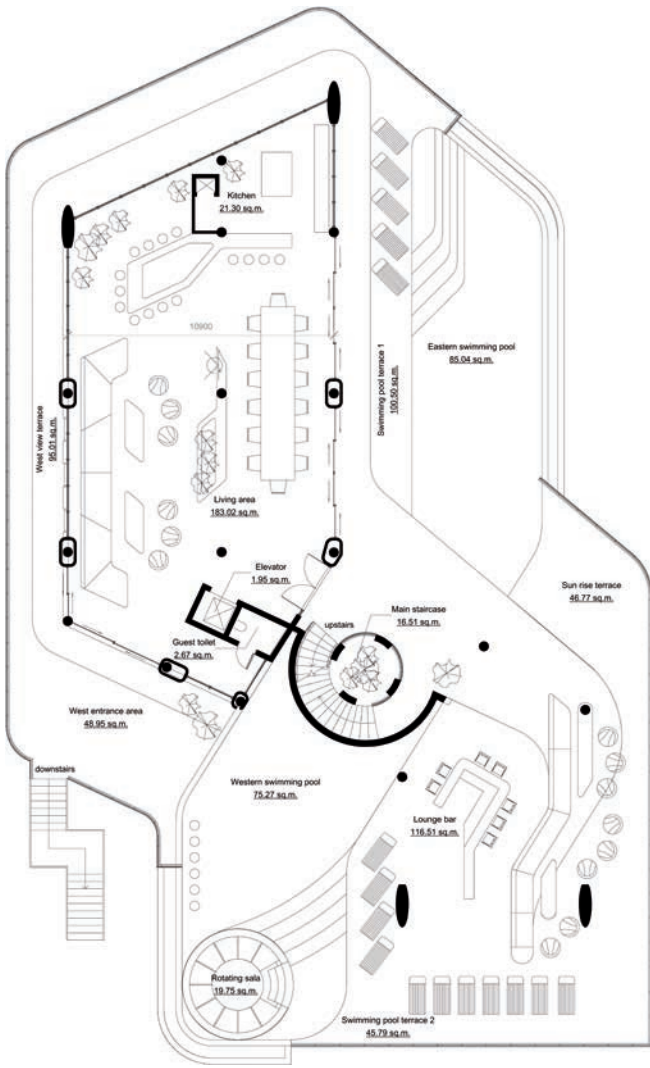 Kitchen
21.30 sq.m.
10900
Eastern swimming pool
85.04 sq.m.
Swimming pool terrace 1
100.50 sq.m.
West view terrace
95.01 sq.m.
Living area
183.02 sq.m.
Elevator
1.95 sq.m.
Sun rise terrace
46.77 sq.m.
Main staircase
16.51 sq.m.
upstairs
Guest toilet
2.67 sq.m.
West entrance area
48.95 sq.m.
downstairs
Western swimming pool
75.27 sq.m.
Lounge bar
116.51 sq.m.
Rotating sala
19.75 sq.m.
Swimming pool terrace 2
45.79 sq.m.